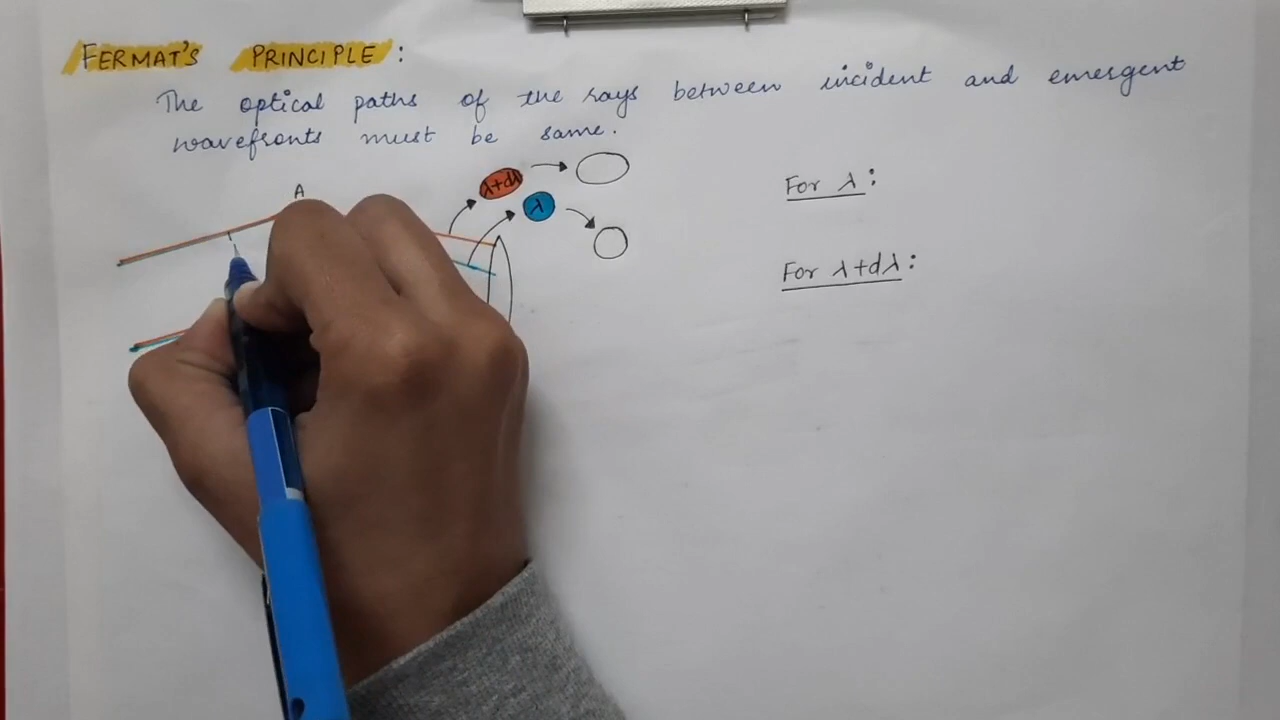 FERMAT'S PRINCIPLE :
The optical paths of the rays between incident and emergent
wavefronts must be same.
A
λ+dλ
λ
For λ :
For λ+dλ :